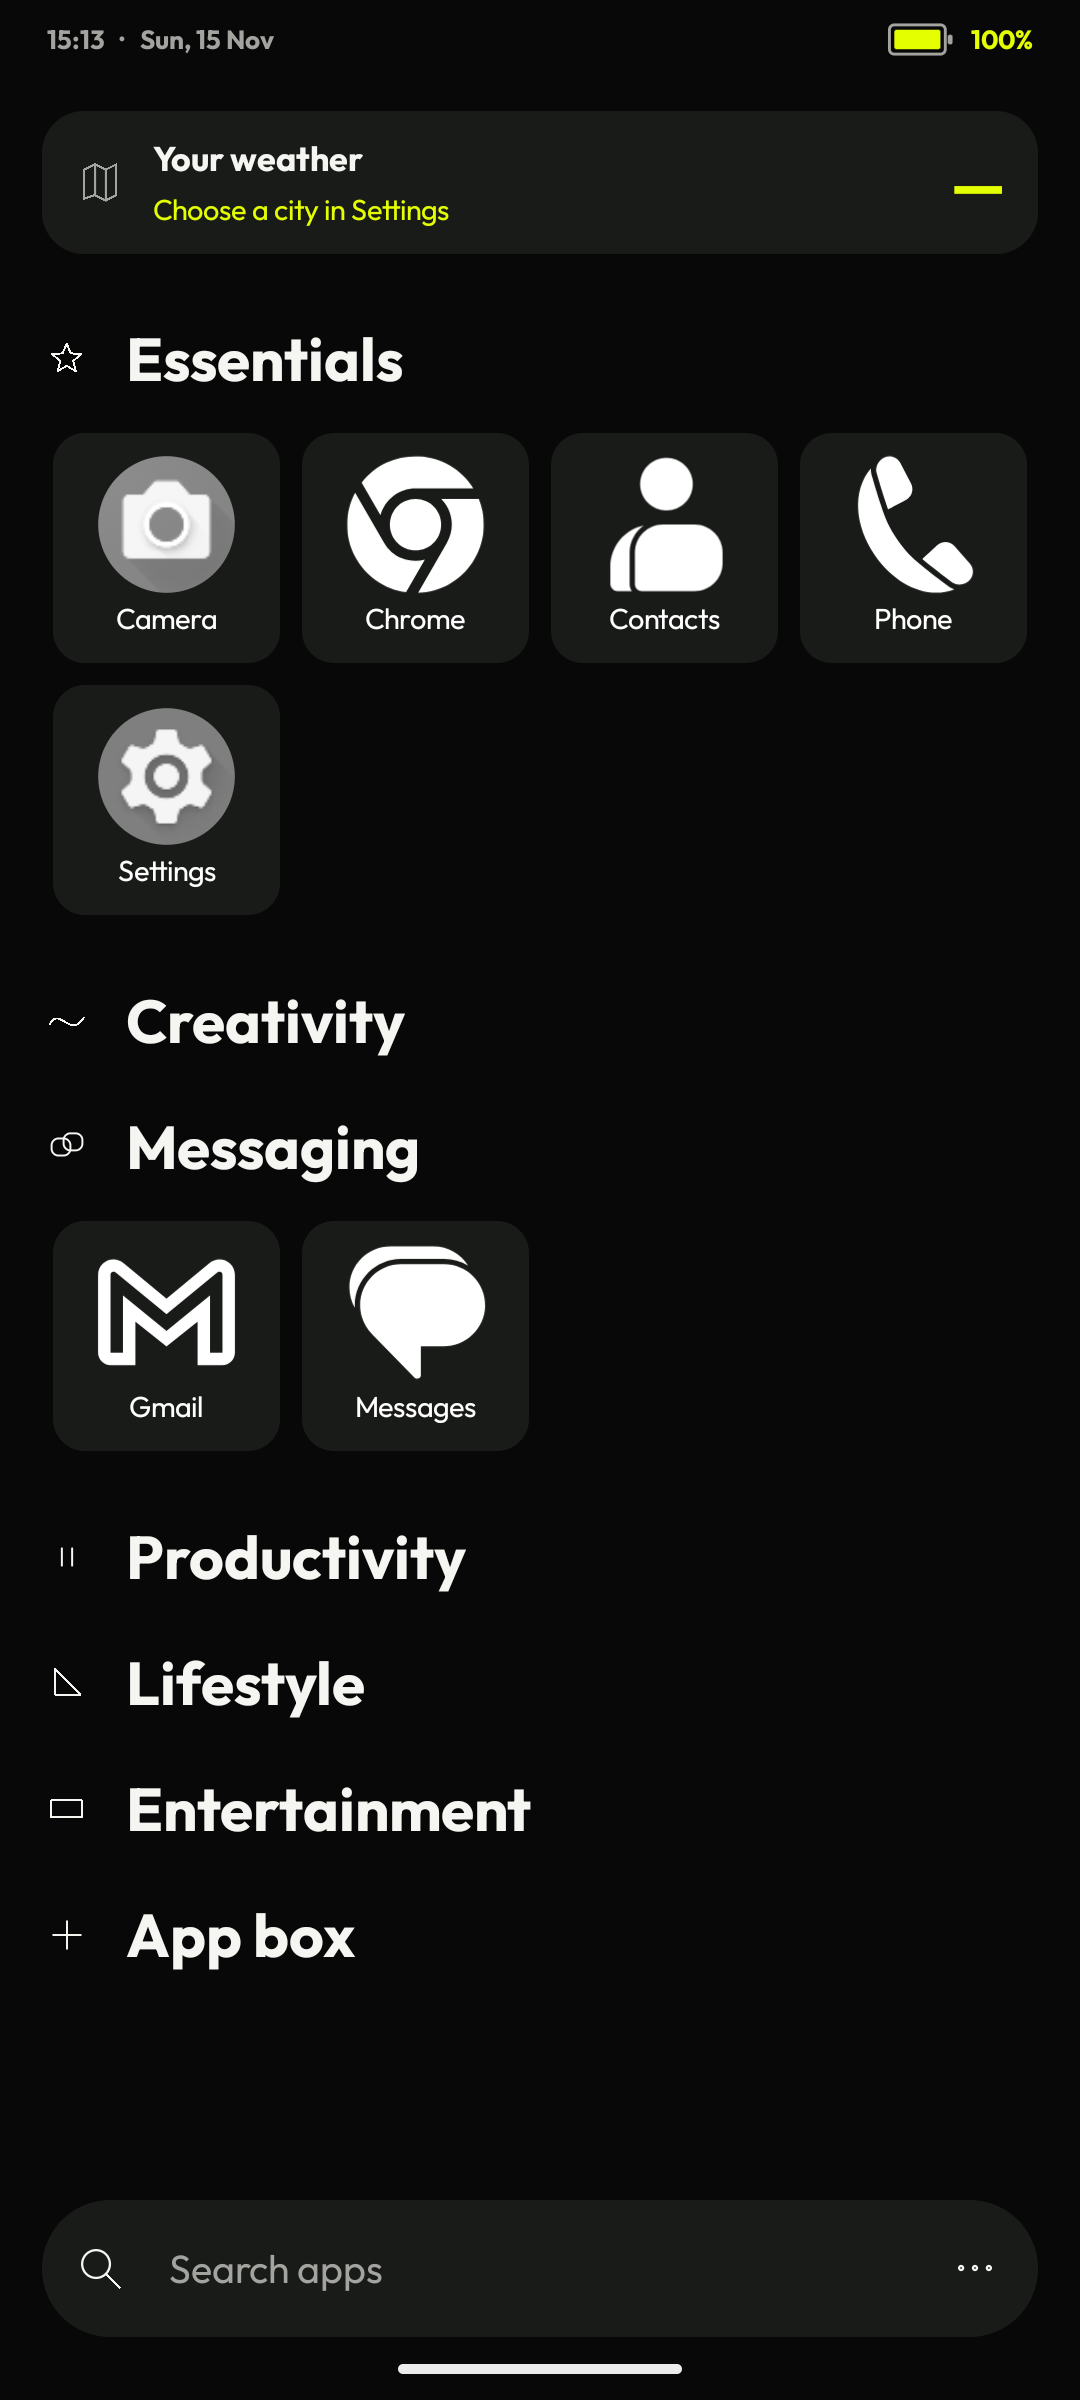 15:13 · Sun, 15 Nov
100%
Your weather
Choose a city in Settings
Essentials
Camera
Chrome
Contacts
Phone
Settings
Creativity
Messaging
Gmail
Messages
Productivity
Lifestyle
Entertainment
App box
Search apps